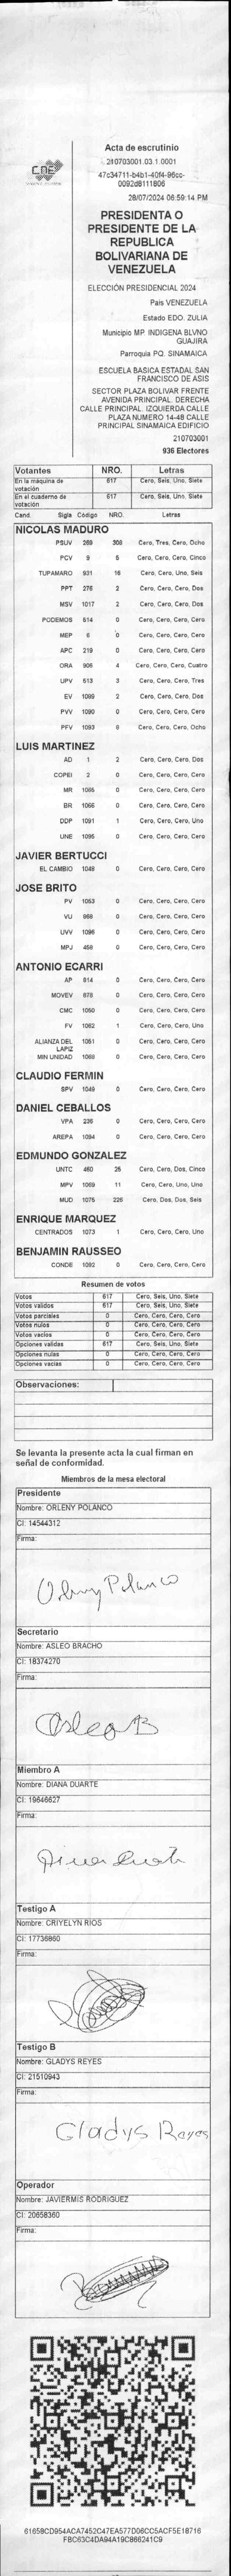 CNE
Acta de escrutinio
210703001.03.1.0001
28/07/2024 06:59:14 PM
PRESIDENTA O
PRESIDENTE DE LA
REPUBLICA
BOLIVARIANA DE
VENEZUELA
ELECCIÓN PRESIDENCIAL 2024
Pais VENEZUELA
Estado EDO. ZULIA
Municipio MP. INDIGENA BLVNO
GUAJIRA
Parroquia PQ. SINAMAICA
ESCUELA BASICA ESTADAL SAN
FRANCISCO DE ASIS
SECTOR PLAZA BOLIVAR FRENTE
AVENIDA PRINCIPAL. DERECHA
CALLE PRINCIPAL. IZQUIERDA CALLE
PLAZA NUMERO 14-48 CALLE
PRINCIPAL SINAMAICA EDIFICIO
210703001
936 Electores
Votantes NRO. Letras
En la máquina de votación 617 Cero, Seis, Uno, Siete
En el cuaderno de votación 617 Cero, Seis, Uno, Siete
Cand. Sigla Código NRO. Letras
NICOLAS MADURO
PSUV 269 308 Cero, Tres, Cero, Ocho
PCV 9 5 Cero, Cero, Cero, Cinco
TUPAMARO 931 16 Cero, Cero, Uno, Seis
PPT 276 2 Cero, Cero, Cero, Dos
MSV 1017 2 Cero, Cero, Cero, Dos
PODEMOS 614 0 Cero, Cero, Cero, Cero
MEP 6 0 Cero, Cero, Cero, Cero
APC 219 0 Cero, Cero, Cero, Cero
ORA 906 4 Cero, Cero, Cero, Cuatro
UPV 513 3 Cero, Cero, Cero, Tres
EV 1089 2 Cero, Cero, Cero, Dos
PVV 1090 0 Cero, Cero, Cero, Cero
PFV 1093 8 Cero, Cero, Cero, Ocho
LUIS MARTINEZ
AD 1 2 Cero, Cero, Cero, Dos
COPEI 2 0 Cero, Cero, Cero, Cero
MR 1065 0 Cero, Cero, Cero, Cero
BR 1066 0 Cero, Cero, Cero, Cero
DDP 1091 1 Cero, Cero, Cero, Uno
UNE 1095 0 Cero, Cero, Cero, Cero
JAVIER BERTUCCI
EL CAMBIO 1048 0 Cero, Cero, Cero, Cero
JOSE BRITO
PV 1053 0 Cero, Cero, Cero, Cero
VU 968 0 Cero, Cero, Cero, Cero
UVV 1096 0 Cero, Cero, Cero, Cero
MPJ 458 0 Cero, Cero, Cero, Cero
ANTONIO ECARRI
AP 914 0 Cero, Cero, Cero, Cero
MOVEV 878 0 Cero, Cero, Cero, Cero
CMC 1050 0 Cero, Cero, Cero, Cero
FV 1062 1 Cero, Cero, Cero, Uno
ALIANZA DEL LAPIZ 1061 0 Cero, Cero, Cero, Cero
MIN UNIDAD 1068 0 Cero, Cero, Cero, Cero
CLAUDIO FERMIN
SPV 1049 0 Cero, Cero, Cero, Cero
DANIEL CEBALLOS
VPA 236 0 Cero, Cero, Cero, Cero
AREPA 1094 0 Cero, Cero, Cero, Cero
EDMUNDO GONZALEZ
UNTC 460 25 Cero, Cero, Dos, Cinco
MPV 1069 11 Cero, Cero, Uno, Uno
MUD 1075 226 Cero, Dos, Dos, Seis
ENRIQUE MARQUEZ
CENTRADOS 1073 1 Cero, Cero, Cero, Uno
BENJAMIN RAUSSEO
CONDE 1092 0 Cero, Cero, Cero, Cero
Resumen de votos
Votos 617 Cero, Seis, Uno, Siete
Votos validos 617 Cero, Seis, Uno, Siete
Votos parciales 0 Cero, Cero, Cero, Cero
Votos nulos 0 Cero, Cero, Cero, Cero
Votos vacios 0 Cero, Cero, Cero, Cero
Opciones validas 617 Cero, Seis, Uno, Siete
Opciones nulas 0 Cero, Cero, Cero, Cero
Opciones vacias 0 Cero, Cero, Cero, Cero
Observaciones:
Se levanta la presente acta la cual firman en
señal de conformidad.
Miembros de la mesa electoral
Presidente
Nombre: ORLENY POLANCO
CI: 14544312
Firma:
Orleny Polanco
Secretario
Nombre: ASLEO BRACHO
CI: 18374270
Firma:
Asleo B
Miembro A
Nombre: DIANA DUARTE
CI: 19646627
Firma:
Testigo A
Nombre: CRIYELYN RIOS
CI: 17736860
Firma:
Testigo B
Nombre: GLADYS REYES
CI: 21510943
Firma:
Gladys Reyes
Operador
Nombre: JAVIERMIS RODRIGUEZ
CI: 20658360
Firma:
61658CD954ACA7452C47EA577D06CC5ACF5E18716
FBC63C4DA94A19C866241C9